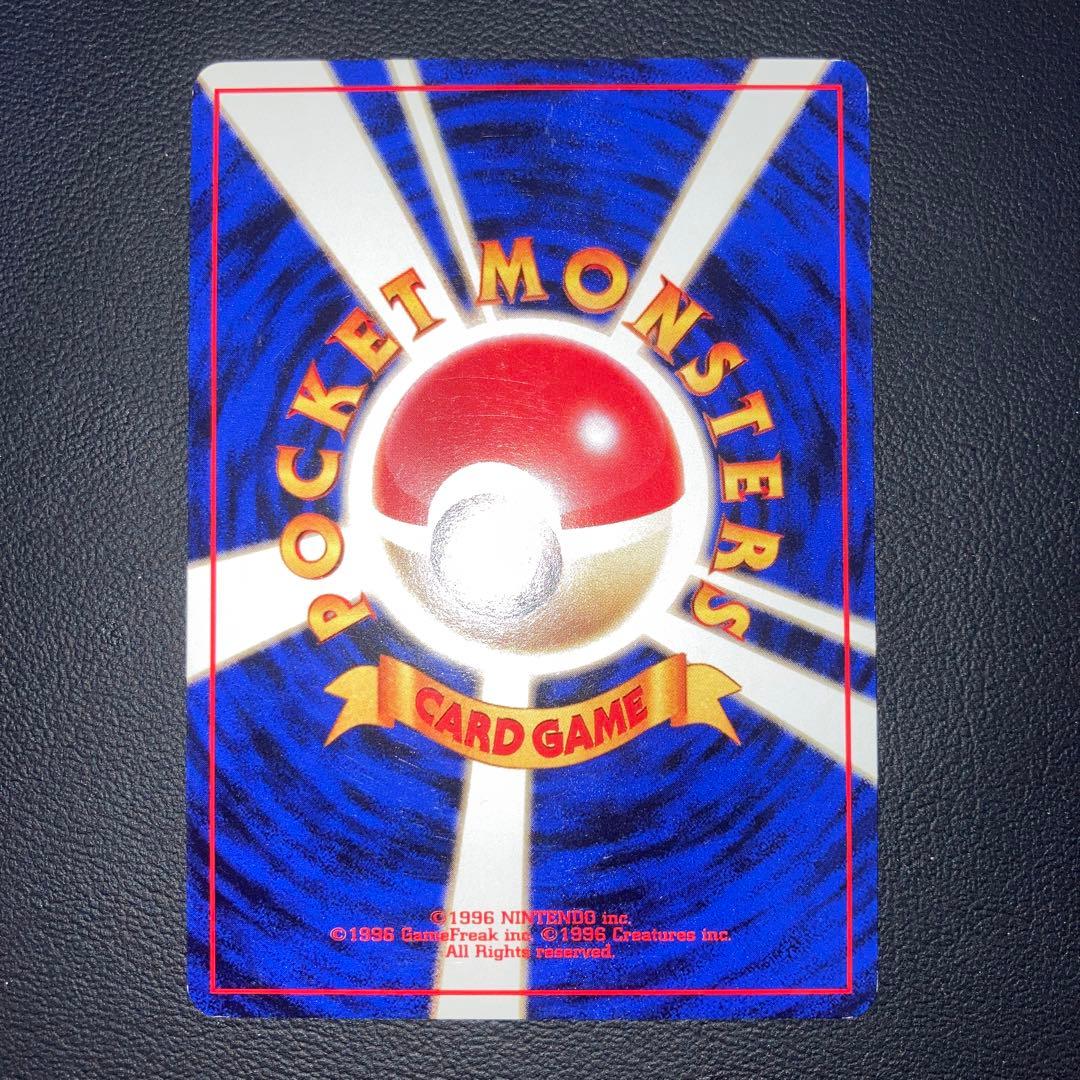 POCKET MONSTERS
CARD GAME
©1996 NINTENDO inc.
©1996 GameFreak inc ©1996 Creatures inc.
All Rights reserved.